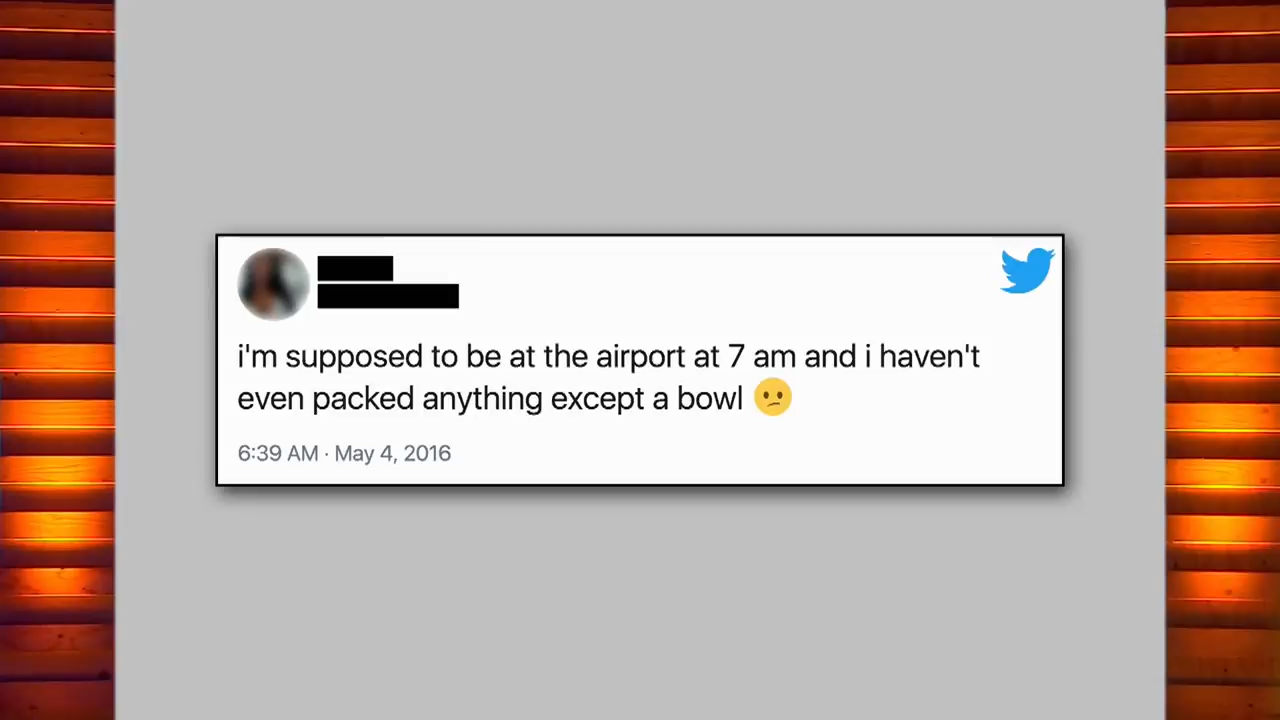 i'm supposed to be at the airport at 7 am and i haven't
even packed anything except a bowl 😕
6:39 AM · May 4, 2016